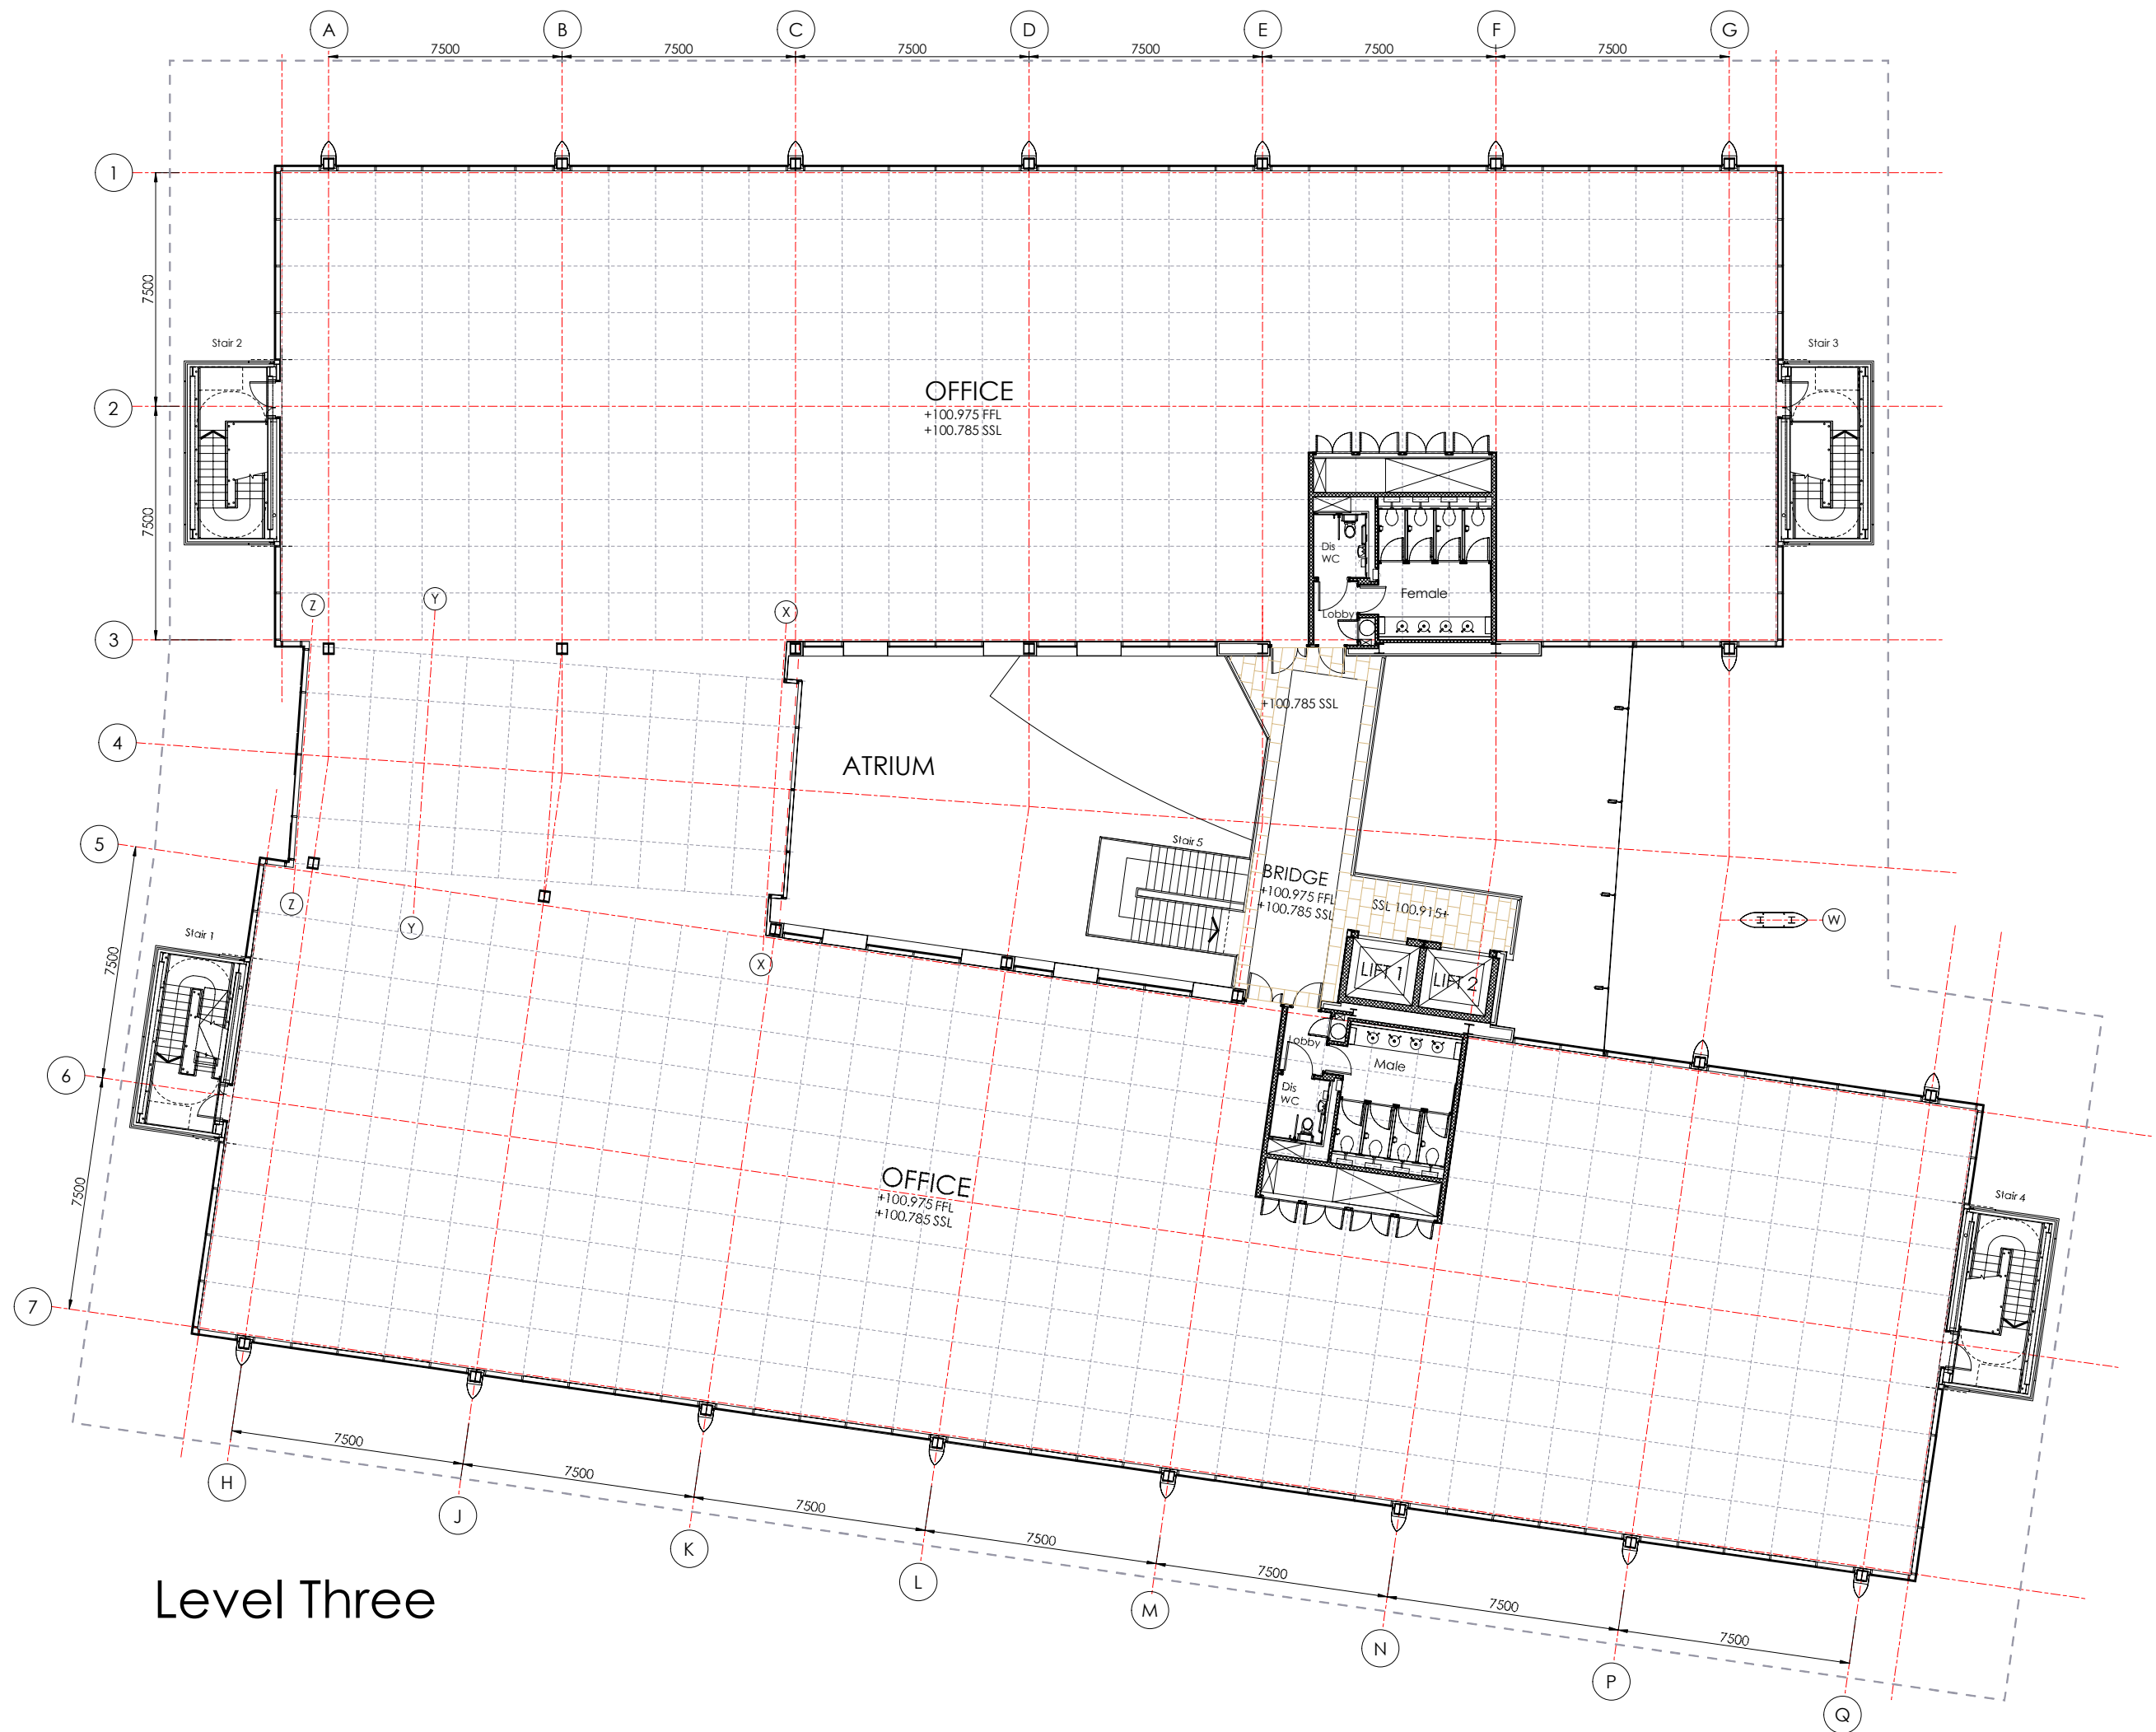 A
B
C
D
E
F
G
7500
7500
7500
7500
7500
7500
1
7500
Stair 2
Stair 3
2
OFFICE
+100.975 FFL
+100.785 SSL
7500
Dis
WC
Female
Lobby
Z
Y
X
3
+100.785 SSL
4
ATRIUM
5
Stair 5
BRIDGE
+100.975 FFL
+100.785 SSL
SSL 100.915+
W
Z
Y
X
Stair 1
7500
LIFT 1
LIFT 2
Lobby
Male
6
Dis
WC
OFFICE
+100.975 FFL
+100.785 SSL
7500
Stair 4
7
7500
7500
7500
7500
7500
7500
7500
H
J
K
L
M
N
P
Q
Level Three